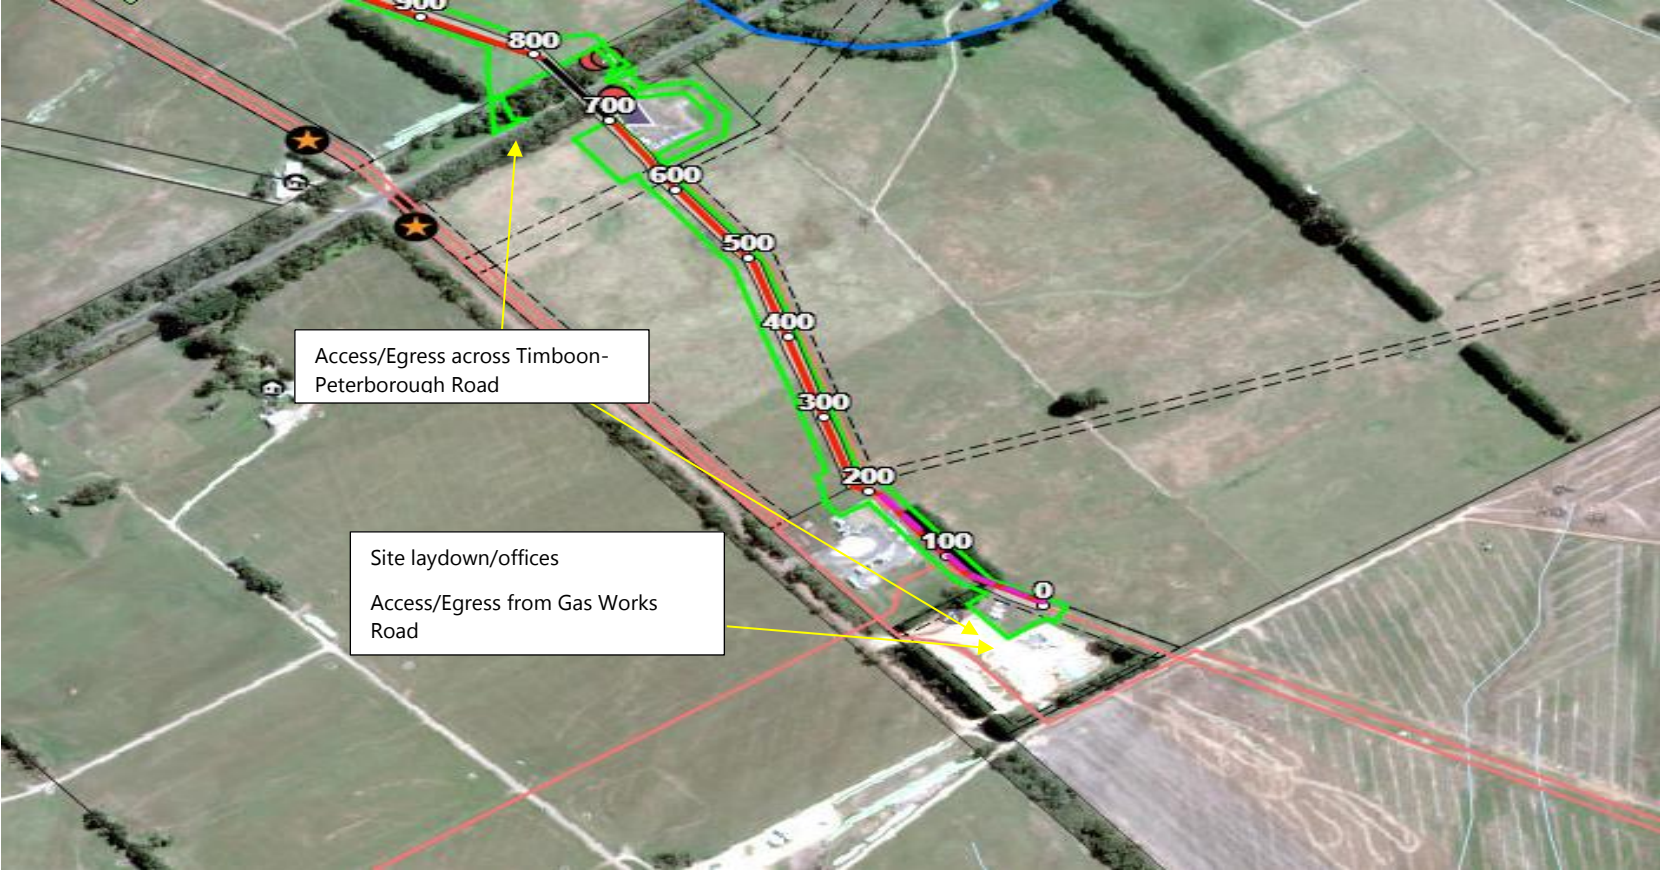 900
800
700
600
500
400
300
200
100
0
Access/Egress across Timboon-
Peterborough Road
Site laydown/offices
Access/Egress from Gas Works
Road